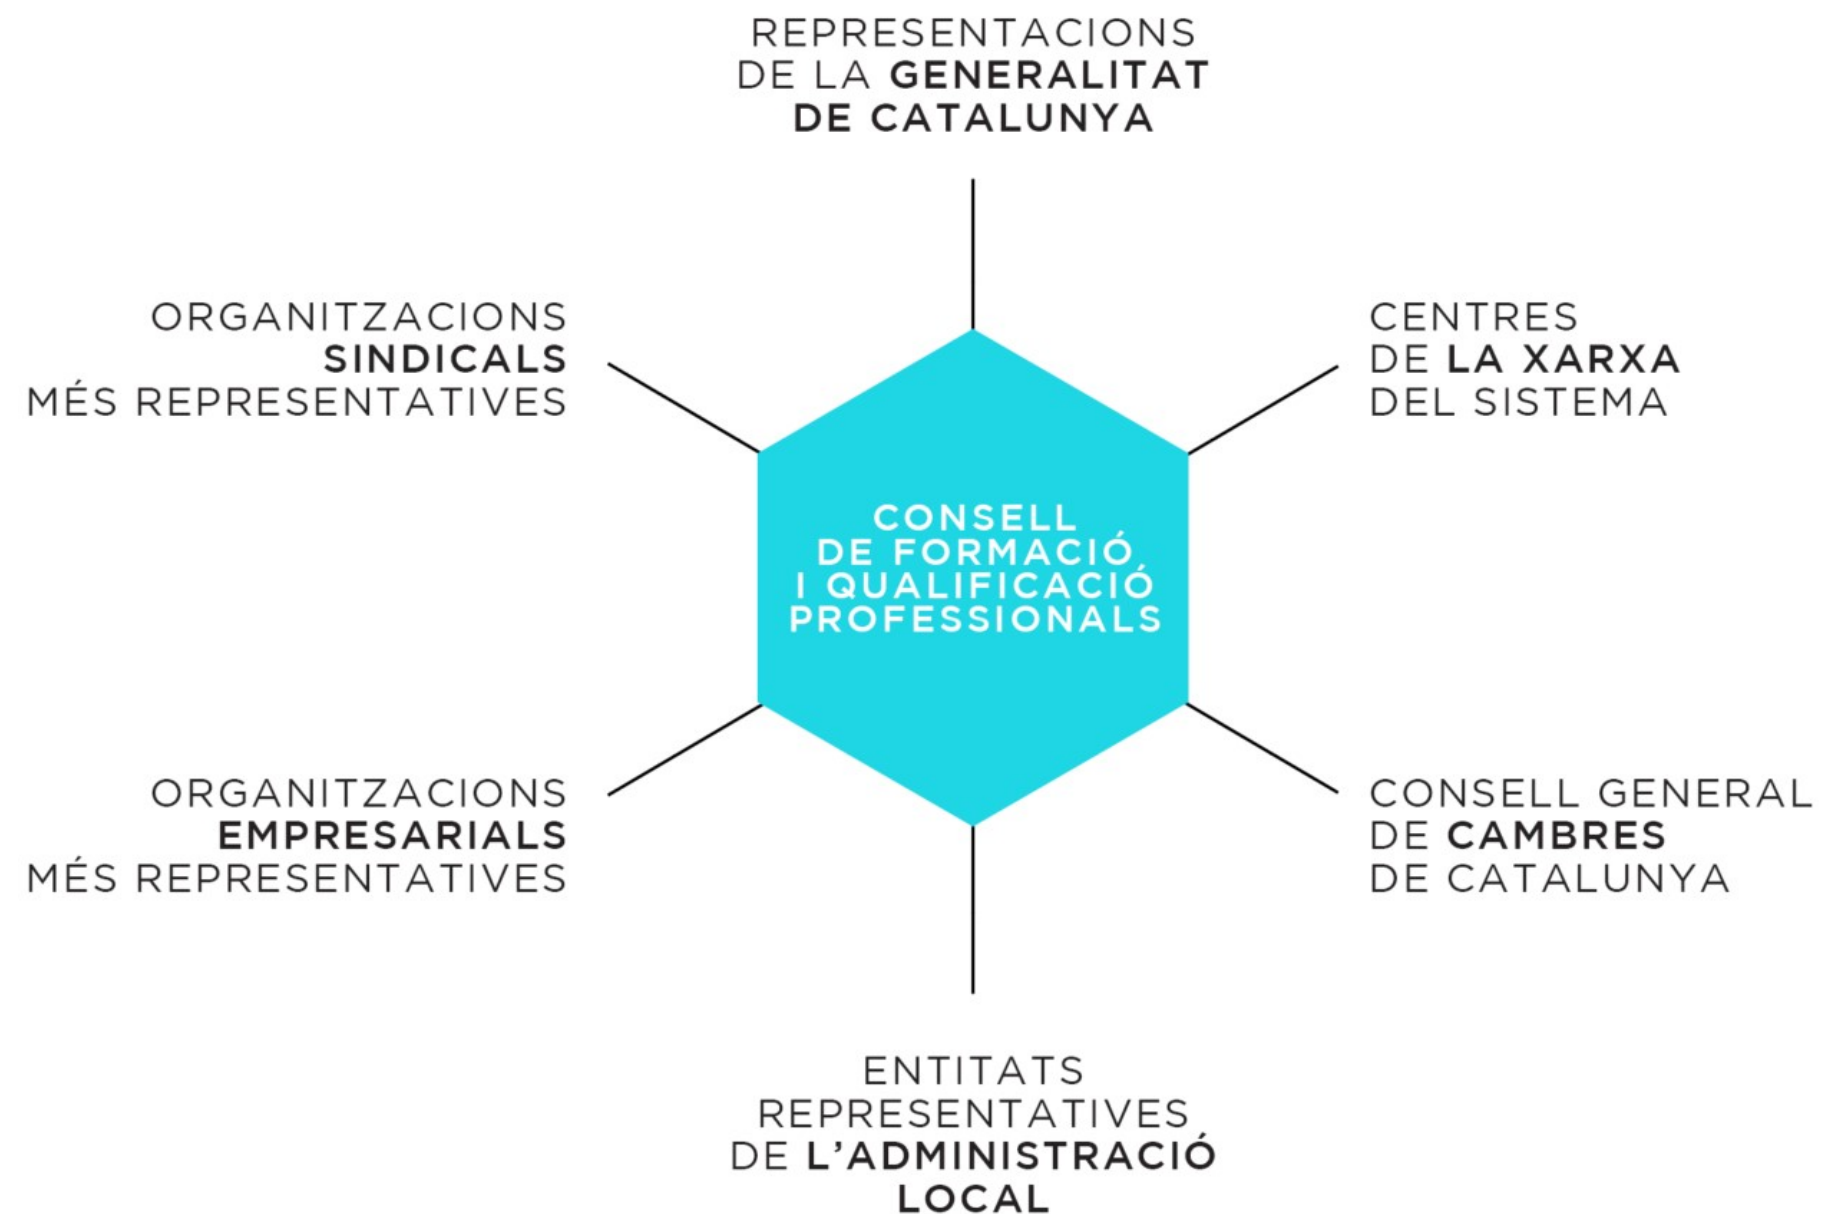 REPRESENTACIONS
DE LA GENERALITAT
DE CATALUNYA
ORGANITZACIONS
SINDICALS
MÉS REPRESENTATIVES
CENTRES
DE LA XARXA
DEL SISTEMA
CONSELL
DE FORMACIÓ
I QUALIFICACIÓ
PROFESSIONALS
ORGANITZACIONS
EMPRESARIALS
MÉS REPRESENTATIVES
CONSELL GENERAL
DE CAMBRES
DE CATALUNYA
ENTITATS
REPRESENTATIVES
DE L’ADMINISTRACIÓ
LOCAL